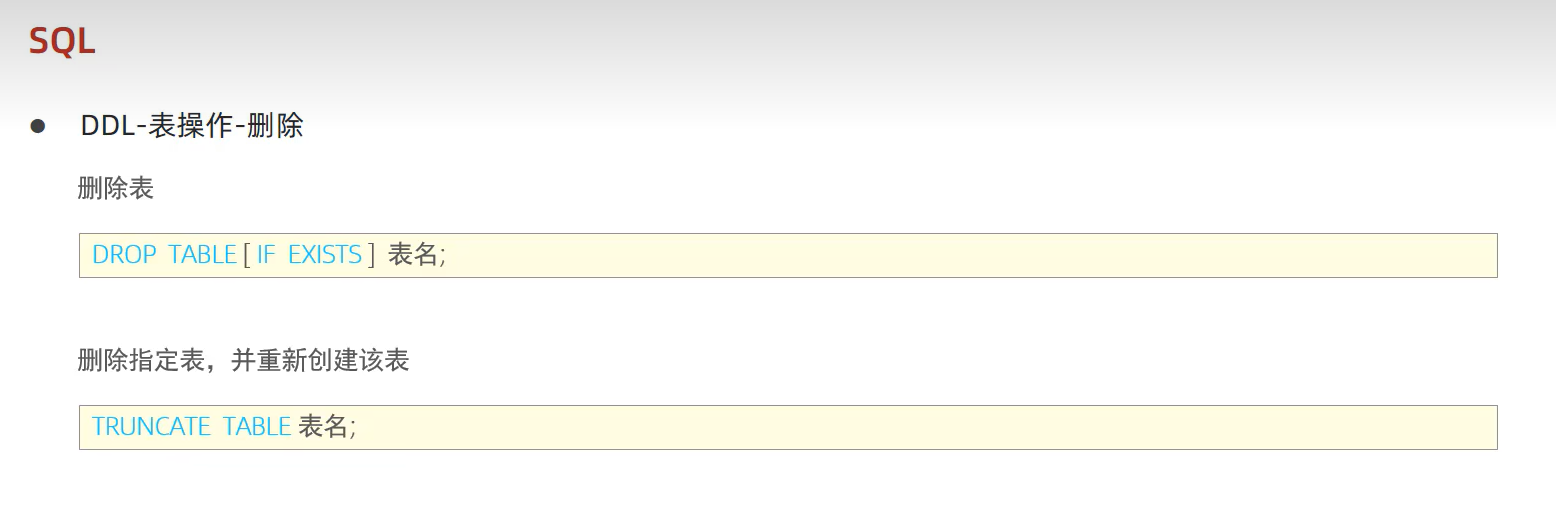 SQL
DDL-表操作-删除
删除表
DROP TABLE [ IF EXISTS ] 表名;
删除指定表，并重新创建该表
TRUNCATE TABLE 表名;